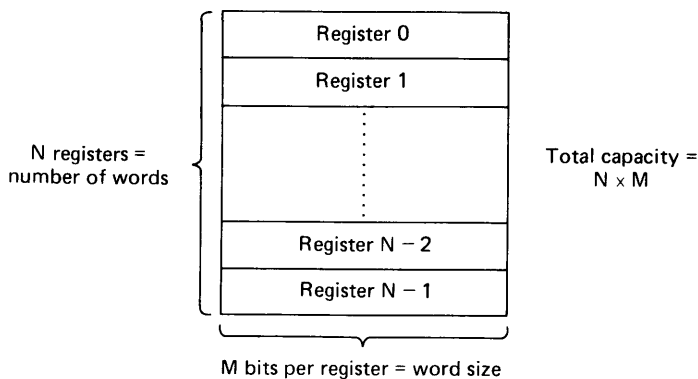 Register 0
Register 1
N registers =
number of words
Total capacity =
N x M
Register N − 2
Register N − 1
M bits per register = word size